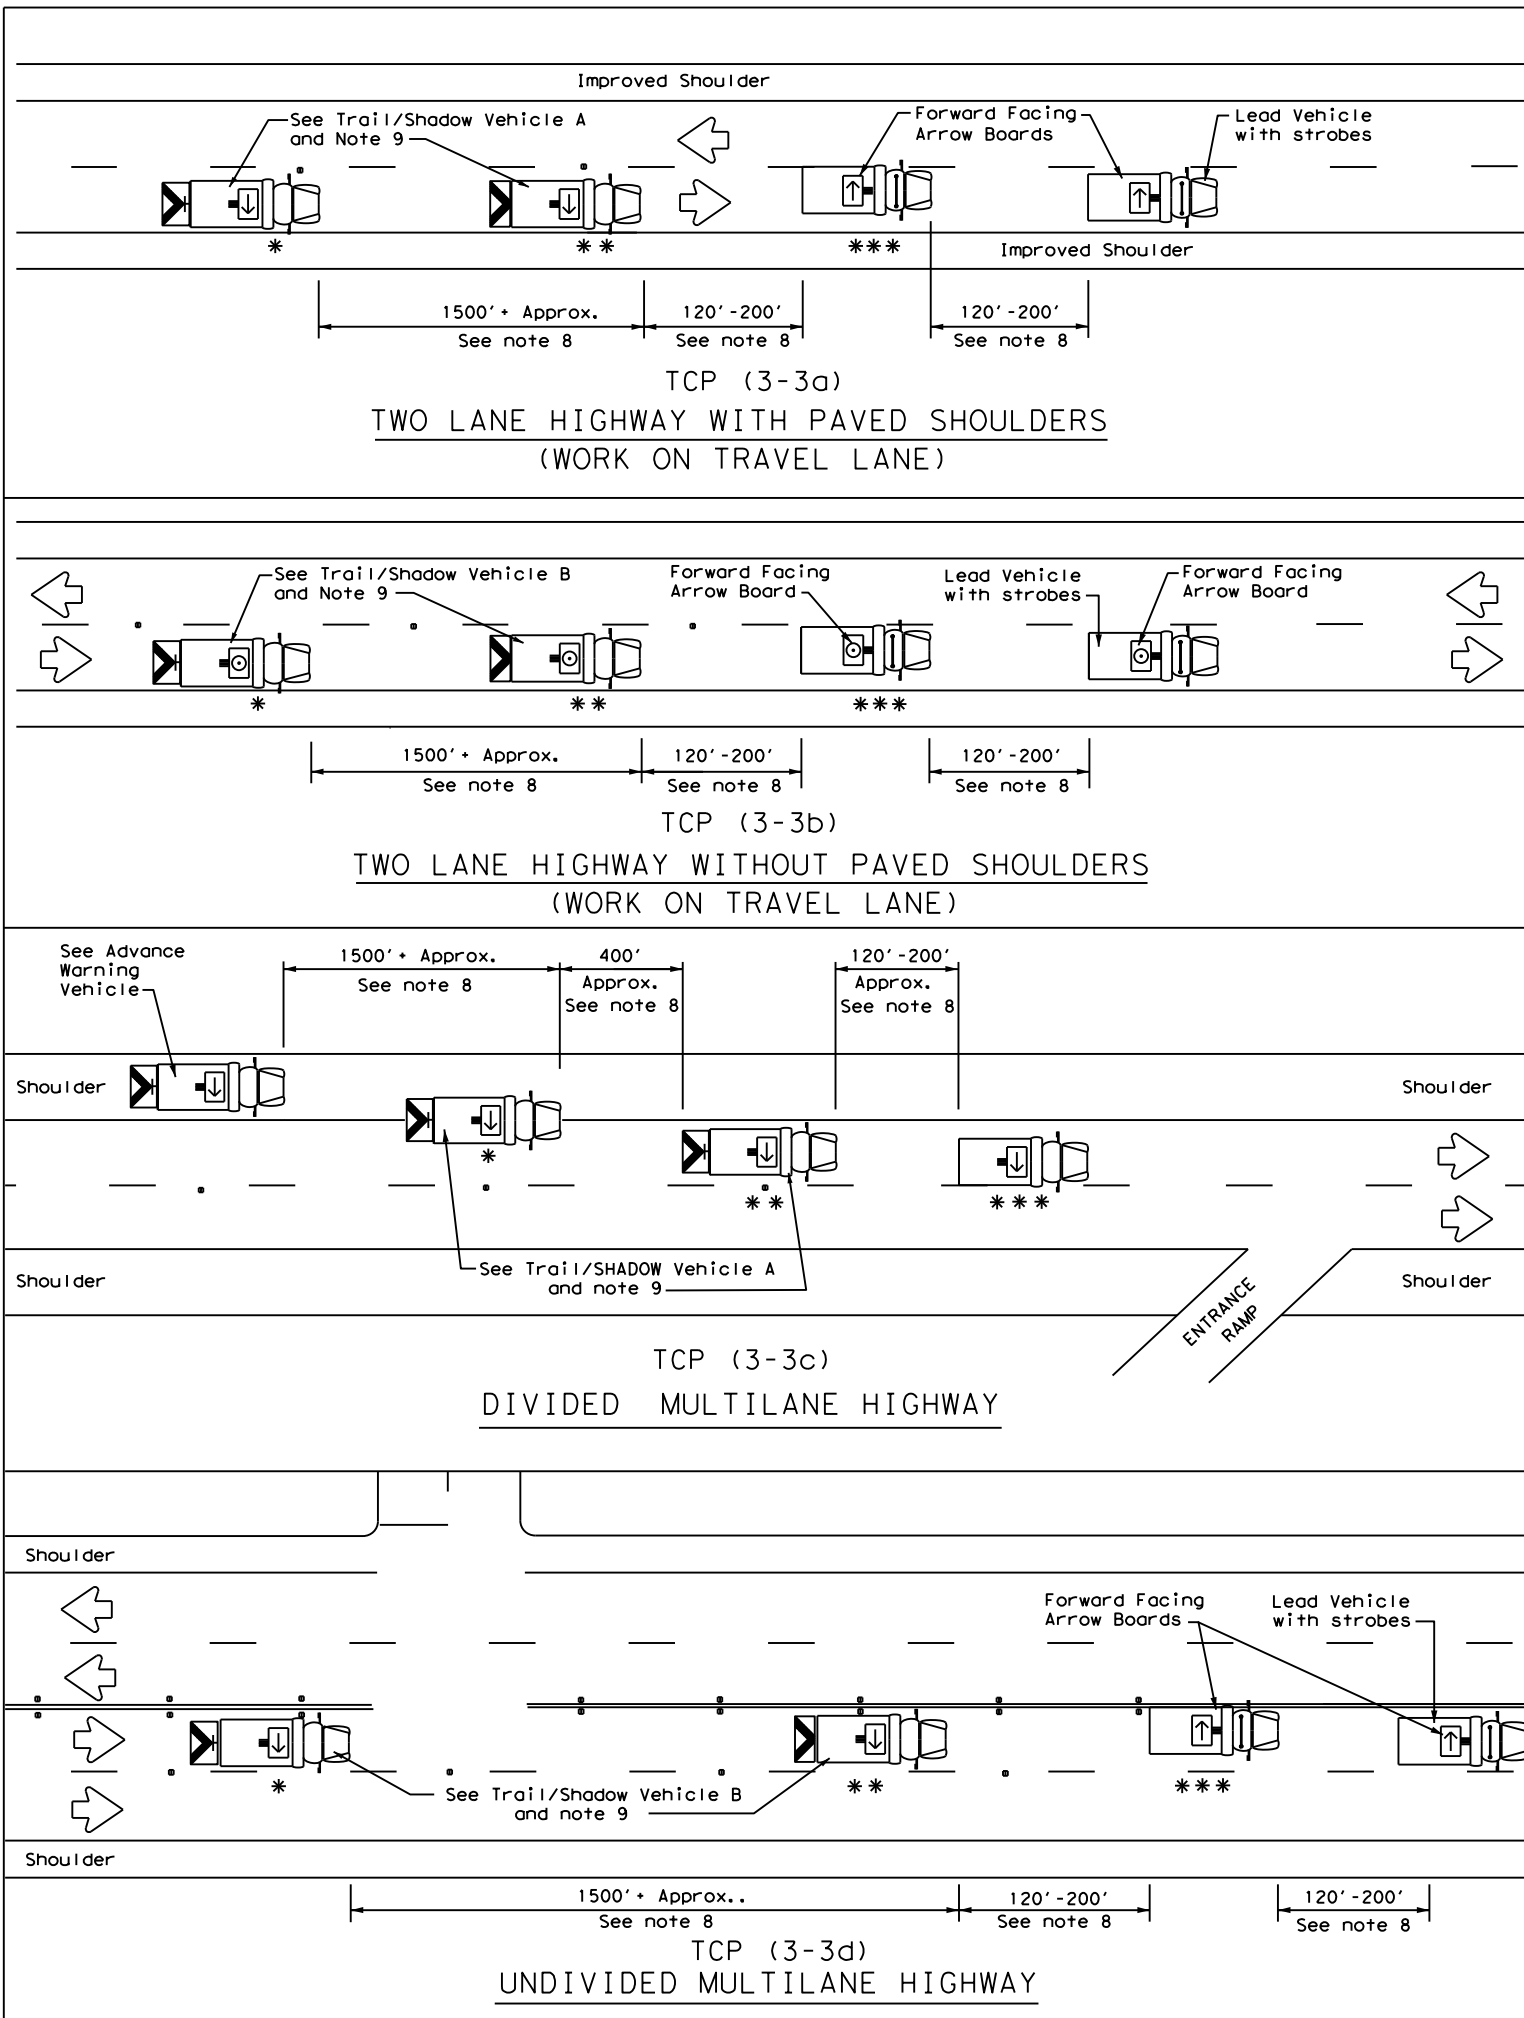 Improved Shoulder
See Trail/Shadow Vehicle A
and Note 9
Forward Facing
Arrow Boards
Lead Vehicle
with strobes
*
* *
***
Improved Shoulder
1500'+ Approx.
See note 8
120'-200'
See note 8
120'-200'
See note 8
TCP (3-3a)
TWO LANE HIGHWAY WITH PAVED SHOULDERS
(WORK ON TRAVEL LANE)
See Trail/Shadow Vehicle B
and Note 9
Forward Facing
Arrow Board
Lead Vehicle
with strobes
Forward Facing
Arrow Board
*
* *
***
1500'+ Approx.
See note 8
120'-200'
See note 8
120'-200'
See note 8
TCP (3-3b)
TWO LANE HIGHWAY WITHOUT PAVED SHOULDERS
(WORK ON TRAVEL LANE)
See Advance
Warning
Vehicle
1500'+ Approx.
See note 8
400'
Approx.
See note 8
120'-200'
Approx.
See note 8
Shoulder
Shoulder
*
* *
* * *
See Trail/SHADOW Vehicle A
and note 9
Shoulder
Shoulder
ENTRANCE
RAMP
TCP (3-3c)
DIVIDED MULTILANE HIGHWAY
Shoulder
Forward Facing
Arrow Boards
Lead Vehicle
with strobes
*
* *
***
See Trail/Shadow Vehicle B
and note 9
Shoulder
1500'+ Approx..
See note 8
120'-200'
See note 8
120'-200'
See note 8
TCP (3-3d)
UNDIVIDED MULTILANE HIGHWAY